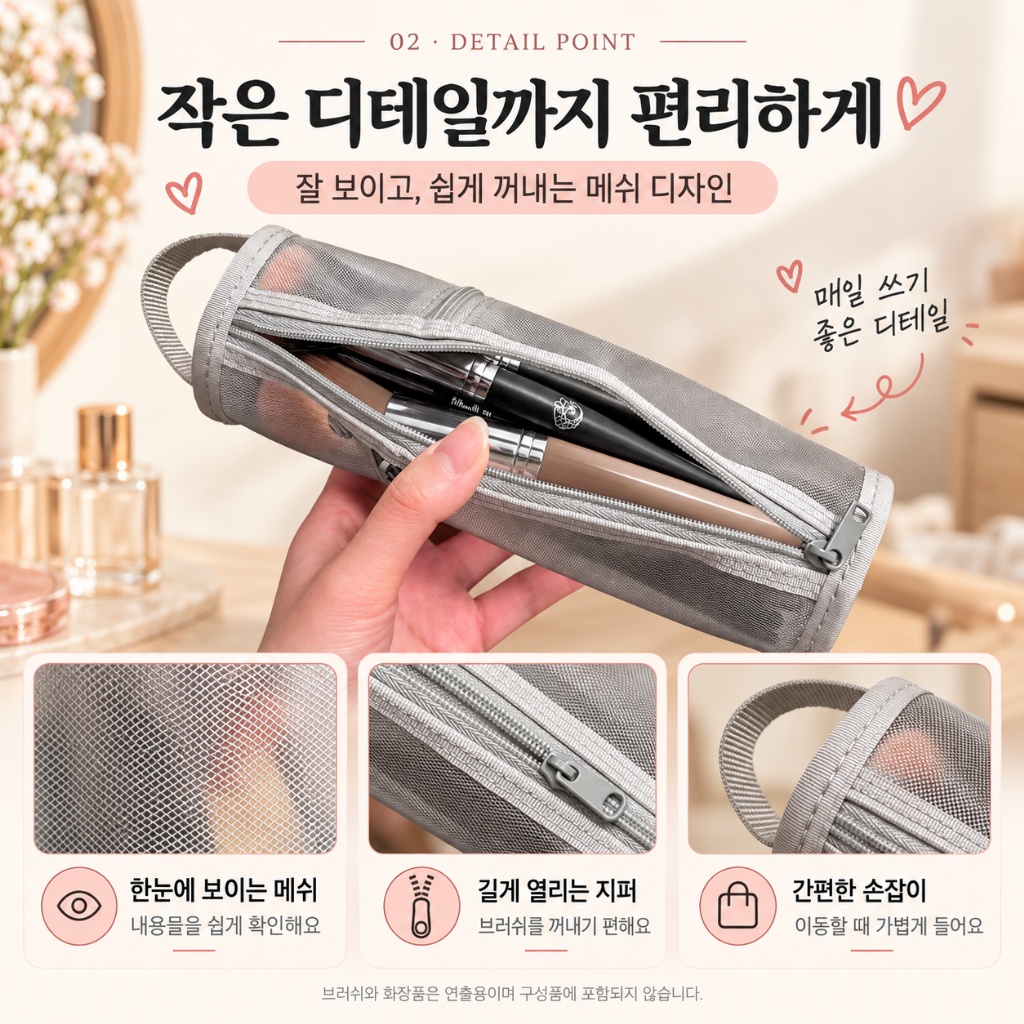 02 · DETAIL POINT
작은 디테일까지 편리하게
잘 보이고, 쉽게 꺼내는 메쉬 디자인
매일 쓰기
좋은 디테일
한눈에 보이는 메쉬
내용물을 쉽게 확인해요
길게 열리는 지퍼
브러쉬를 꺼내기 편해요
간편한 손잡이
이동할 때 가볍게 들어요
브러쉬와 화장품은 연출용이며 구성품에 포함되지 않습니다.